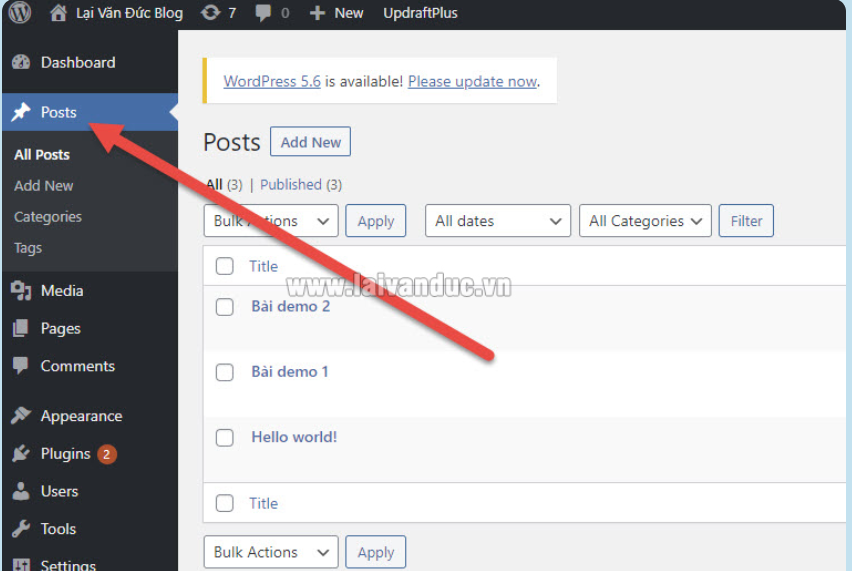 Lại Văn Đức Blog 7 0 New UpdraftPlus
Dashboard
Posts
All Posts
Add New
Categories
Tags
Media
Pages
Comments
Appearance
Plugins 2
Users
Tools
Settings
WordPress 5.6 is available! Please update now.
Posts Add New
All (3) | Published (3)
Bulk Actions Apply All dates All Categories Filter
Title
www.laivanduc.vn
Bài demo 2
Bài demo 1
Hello world!
Title
Bulk Actions Apply